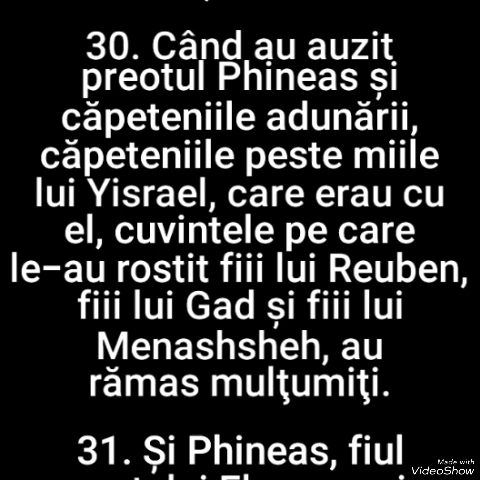 30. Când au auzit
preotul Phineas și
căpeteniile adunării,
căpeteniile peste miile
lui Yisrael, care erau cu
el, cuvintele pe care
le-au rostit fiii lui Reuben,
fiii lui Gad și fiii lui
Menashsheh, au
rămas mulţumiţi.
31. Și Phineas, fiul
Made with
VideoShow